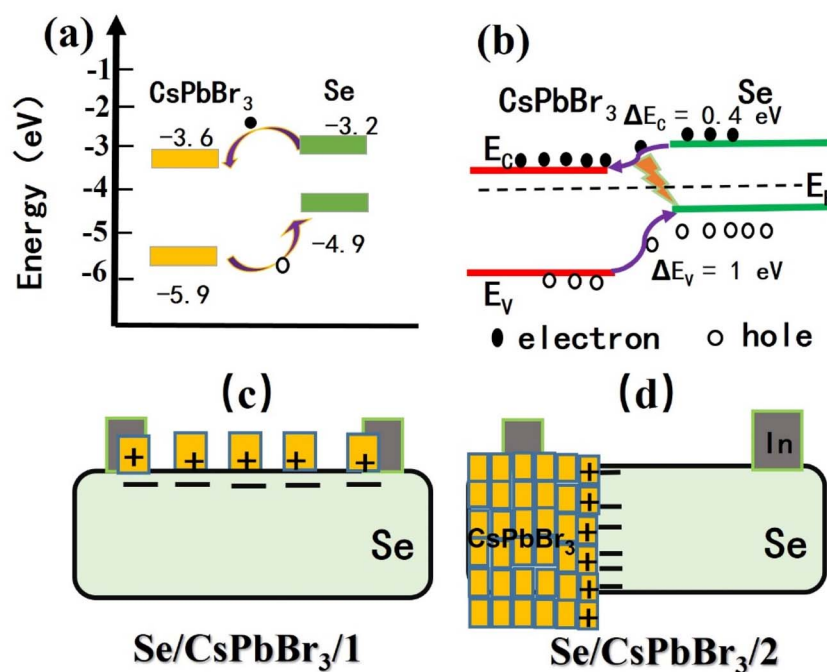 (a)
Energy (eV)
-1
-2
-3
-4
-5
-6
CsPbBr3
Se
-3.6
-3.2
-4.9
-5.9
(b)
CsPbBr3
ΔEC = 0.4 eV
Se
EC
EV
ΔEV = 1 eV
electron
hole
(c)
+ + + + +
Se
Se/CsPbBr3/1
(d)
In
CsPbBr3
+
+
+
+
+
+
Se
Se/CsPbBr3/2